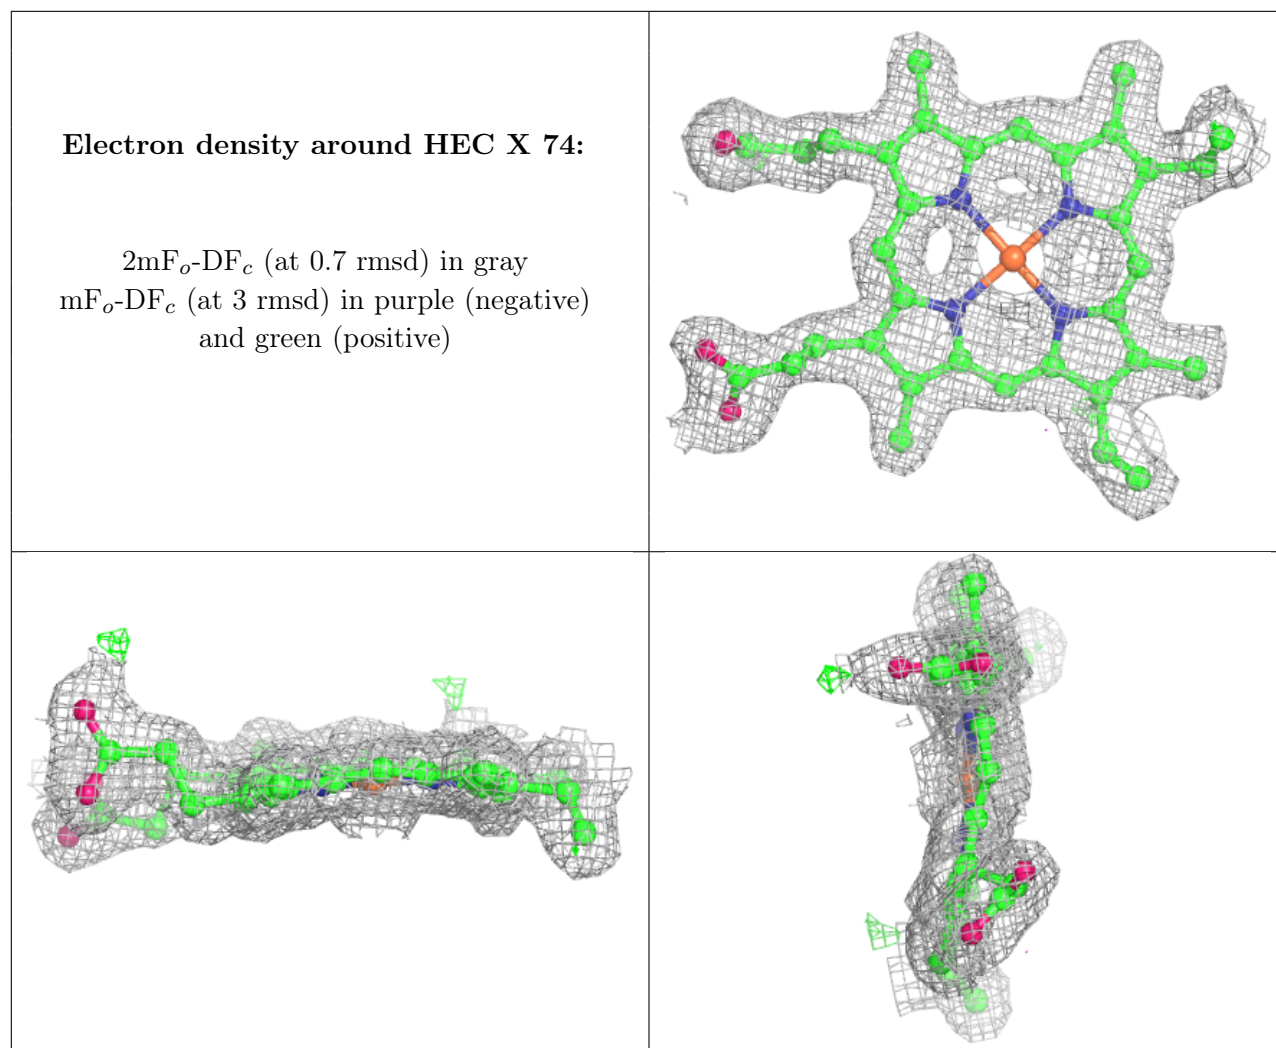 Electron density around HEC X 74:
2mFo-DFc (at 0.7 rmsd) in gray
mFo-DFc (at 3 rmsd) in purple (negative)
and green (positive)